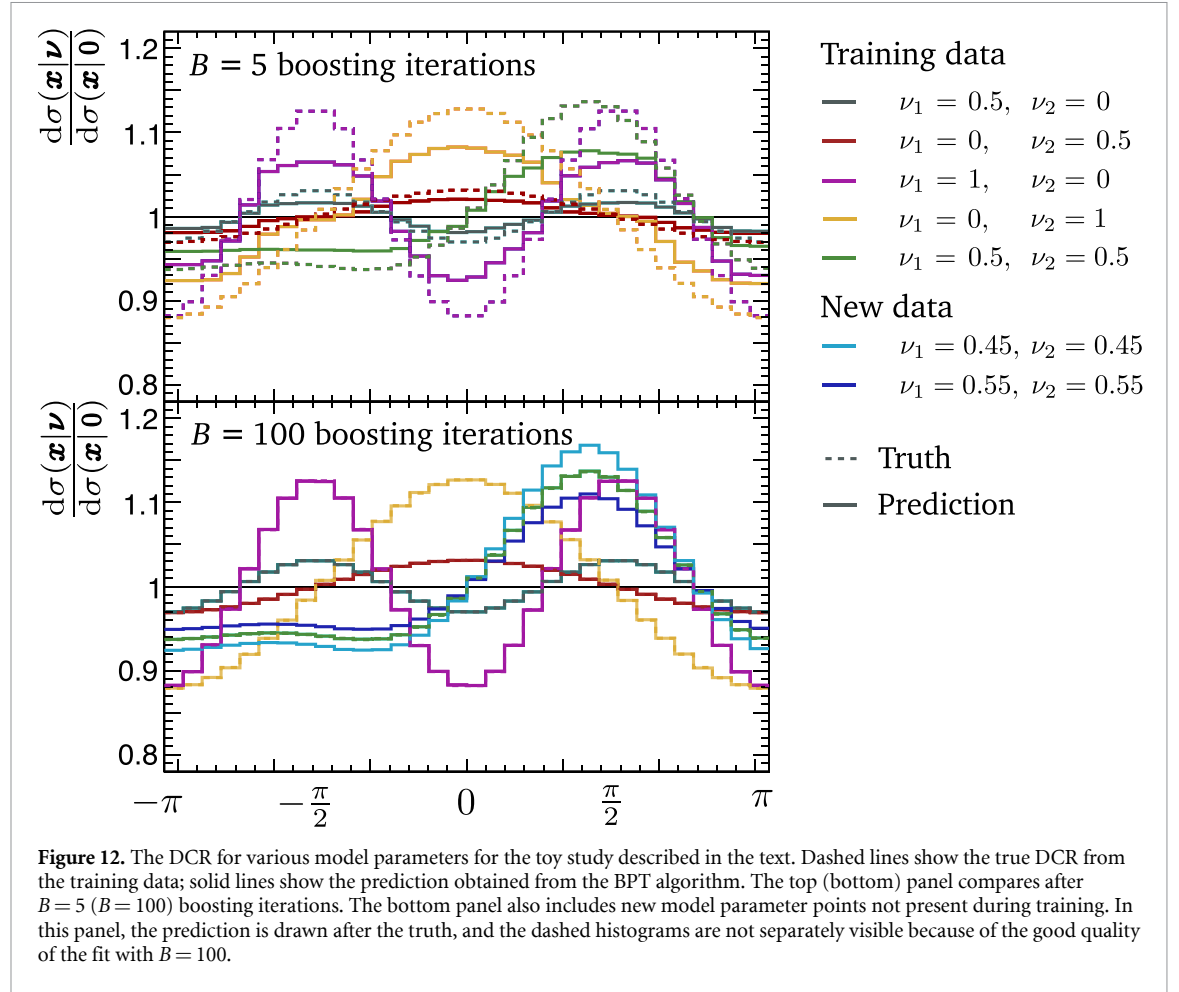 dσ(x|ν)
dσ(x|0)
1.2
1.1
1
0.9
0.8
B = 5 boosting iterations
dσ(x|ν)
dσ(x|0)
1.2
1.1
1
0.9
0.8
B = 100 boosting iterations
−π
−π/2
0
π/2
π
Training data
ν₁ = 0.5, ν₂ = 0
ν₁ = 0, ν₂ = 0.5
ν₁ = 1, ν₂ = 0
ν₁ = 0, ν₂ = 1
ν₁ = 0.5, ν₂ = 0.5
New data
ν₁ = 0.45, ν₂ = 0.45
ν₁ = 0.55, ν₂ = 0.55
Truth
Prediction
Figure 12. The DCR for various model parameters for the toy study described in the text. Dashed lines show the true DCR from
the training data; solid lines show the prediction obtained from the BPT algorithm. The top (bottom) panel compares after
B = 5 (B = 100) boosting iterations. The bottom panel also includes new model parameter points not present during training. In
this panel, the prediction is drawn after the truth, and the dashed histograms are not separately visible because of the good quality
of the fit with B = 100.